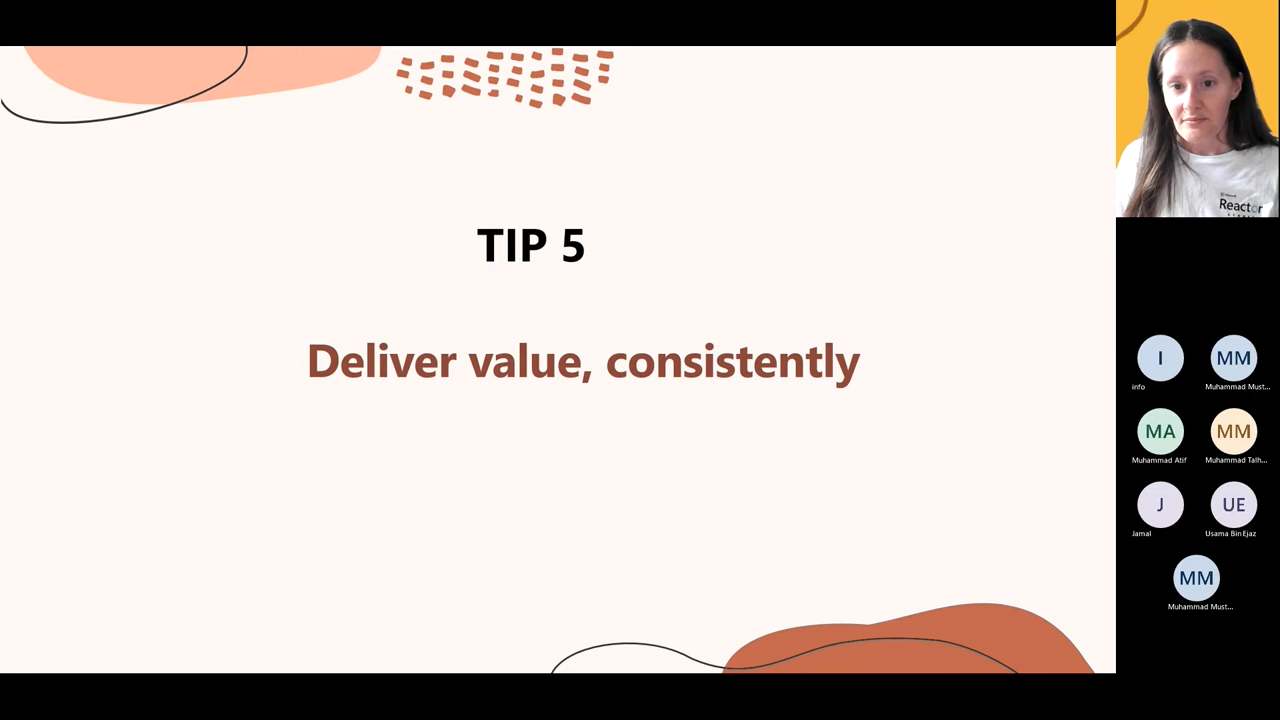 TIP 5
Deliver value, consistently
Reactor
I
info
MM
Muhammad Must...
MA
Muhammad Atif
MM
Muhammad Talh...
J
Jamal
UE
Usama Bin Ejaz
MM
Muhammad Must...